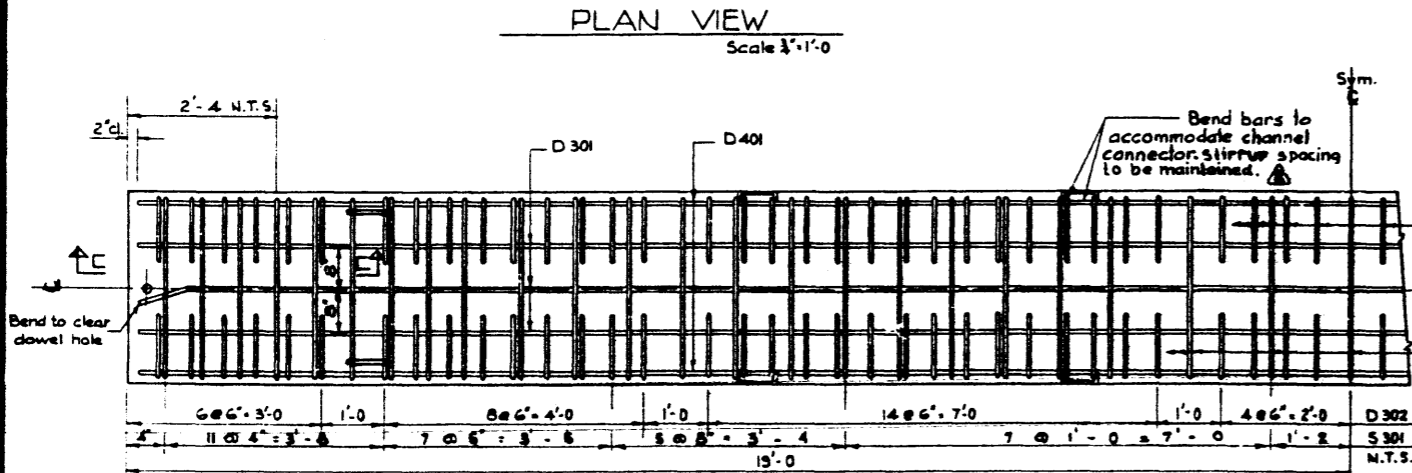 PLAN VIEW
Scale ¾"=1'-0
Sym.
℄
2'-4 N.T.S.
2"cl.
D 301
D 401
Bend bars to
accommodate channel
connector. Stirrup spacing
to be maintained.
8"
8"
℄
Bend to clear
dowel hole
6@6"=3'-0
1'-0
8@6"=4'-0
1'-0
14@6"=7'-0
1'-0
4@6"=2'-0
D 302
4"
11 @ 4" = 3'-8
7 @ 6" = 3'-6
5 @ 8" = 3'-4
7 @ 1'-0 = 7'-0
1'-2
S 301
19'-0
N.T.S.